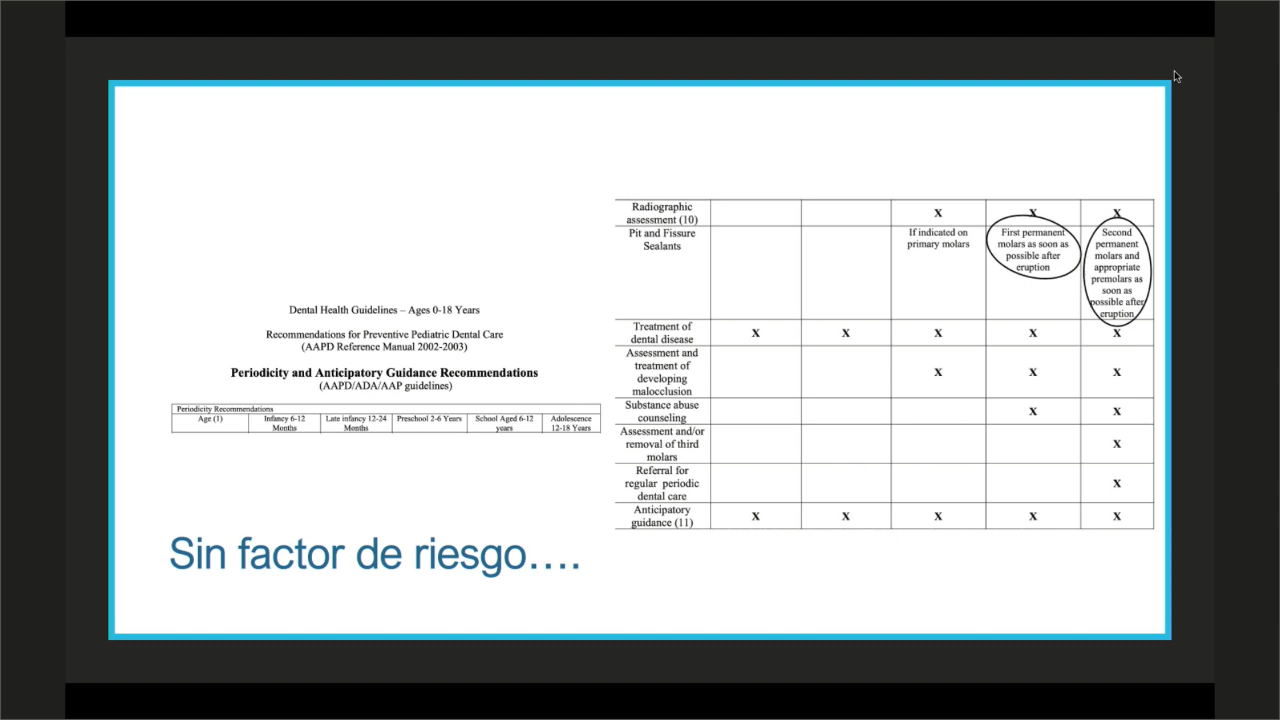 Dental Health Guidelines – Ages 0-18 Years
Recommendations for Preventive Pediatric Dental Care
(AAPD Reference Manual 2002-2003)
Periodicity and Anticipatory Guidance Recommendations
(AAPD/ADA/AAP guidelines)
Periodicity Recommendations
Age (1)
Infancy 6-12
Months
Late infancy 12-24
Months
Preschool 2-6 Years
School Aged 6-12
years
Adolescence
12-18 Years
Sin factor de riesgo....
Radiographic
assessment (10)
X
X
X
Pit and Fissure
Sealants
If indicated on
primary molars
First permanent
molars as soon as
possible after
eruption
Second
permanent
molars and
appropriate
premolars as
soon as
possible after
eruption
Treatment of
dental disease
X
X
X
X
X
Assessment and
treatment of
developing
malocclusion
X
X
X
Substance abuse
counseling
X
X
Assessment and/or
removal of third
molars
X
Referral for
regular periodic
dental care
X
Anticipatory
guidance (11)
X
X
X
X
X